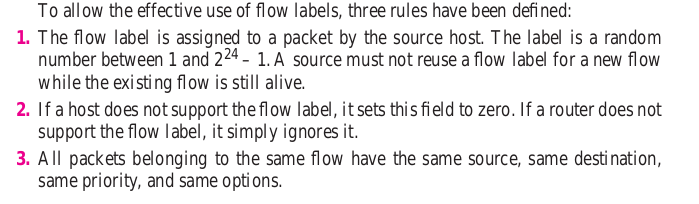 To allow the effective use of flow labels, three rules have been defined:
1. The flow label is assigned to a packet by the source host. The label is a random
number between 1 and 2²⁴ – 1. A source must not reuse a flow label for a new flow
while the existing flow is still alive.
2. If a host does not support the flow label, it sets this field to zero. If a router does not
support the flow label, it simply ignores it.
3. All packets belonging to the same flow have the same source, same destination,
same priority, and same options.